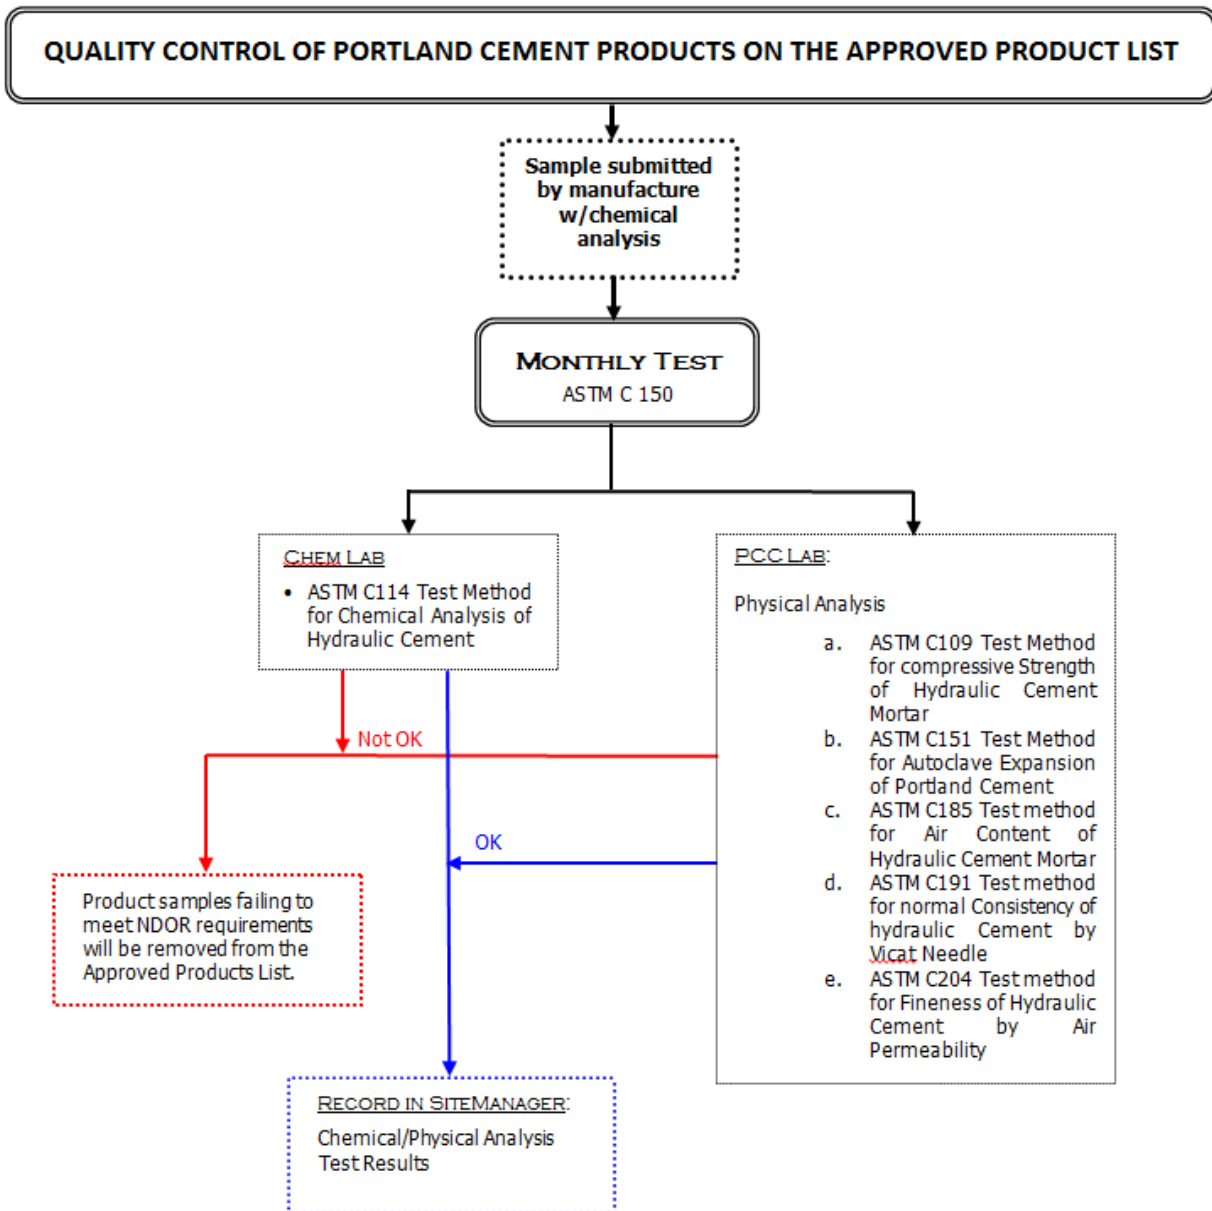 QUALITY CONTROL OF PORTLAND CEMENT PRODUCTS ON THE APPROVED PRODUCT LIST
Sample submitted
by manufacture
w/chemical
analysis
MONTHLY TEST
ASTM C 150
CHEM LAB
• ASTM C114 Test Method
for Chemical Analysis of
Hydraulic Cement
PCC LAB:
Physical Analysis
a. ASTM C109 Test Method
for compressive Strength
of Hydraulic Cement
Mortar
b. ASTM C151 Test Method
for Autoclave Expansion
of Portland Cement
c. ASTM C185 Test method
for Air Content of
Hydraulic Cement Mortar
d. ASTM C191 Test method
for normal Consistency of
hydraulic Cement by
Vicat Needle
e. ASTM C204 Test method
for Fineness of Hydraulic
Cement by Air
Permeability
Not OK
OK
Product samples failing to
meet NDOR requirements
will be removed from the
Approved Products List.
RECORD IN SITEMANAGER:
Chemical/Physical Analysis
Test Results